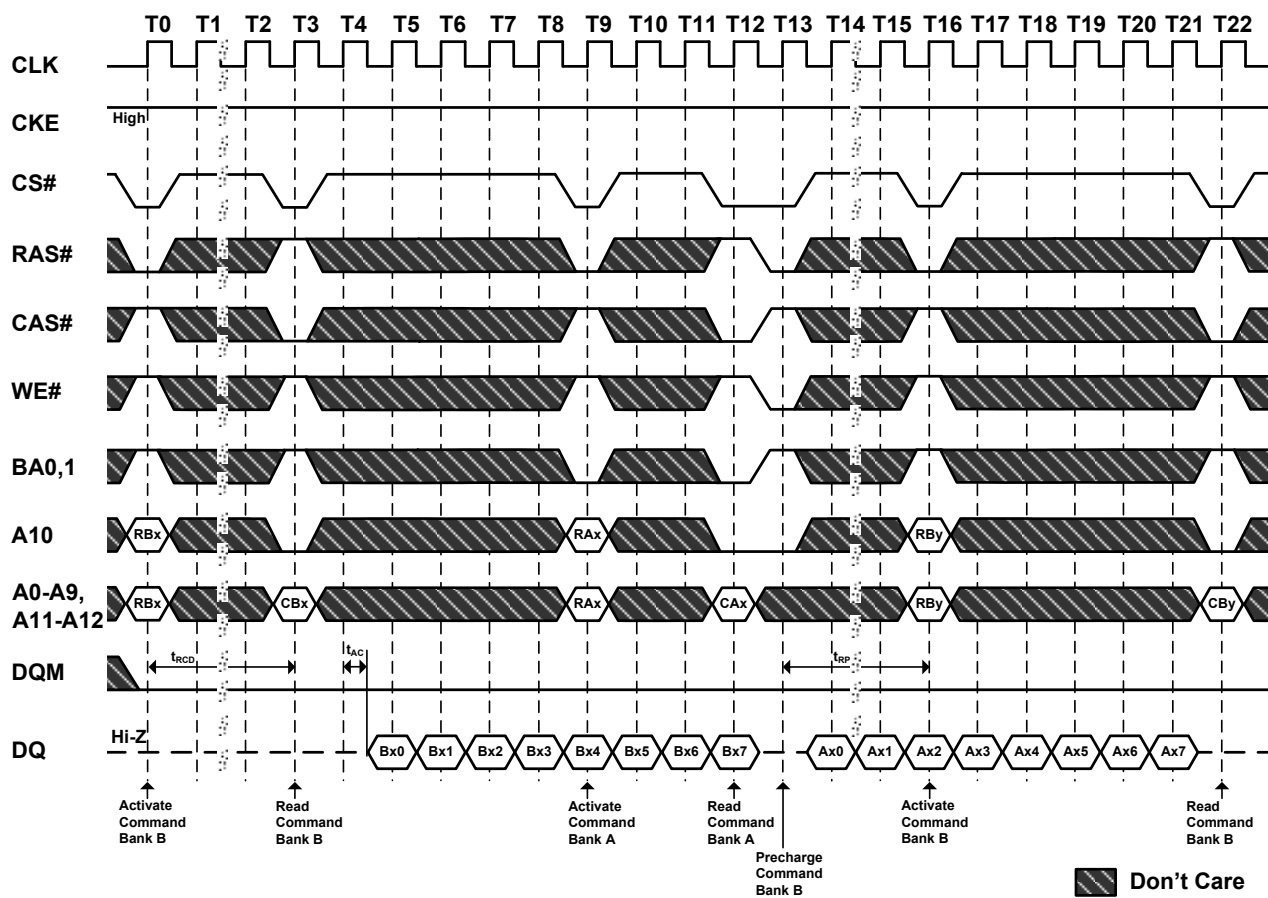 T0 T1 T2 T3 T4 T5 T6 T7 T8 T9 T10 T11 T12 T13 T14 T15 T16 T17 T18 T19 T20 T21 T22
CLK
CKE
High
CS#
RAS#
CAS#
WE#
BA0,1
A10
RBx RAx RBy
A0-A9,
A11-A12
RBx CBx RAx CAx RBy CBy
tRCD tAC tRP
DQM
DQ
Hi-Z
Bx0 Bx1 Bx2 Bx3 Bx4 Bx5 Bx6 Bx7 Ax0 Ax1 Ax2 Ax3 Ax4 Ax5 Ax6 Ax7
Activate
Command
Bank B
Read
Command
Bank B
Activate
Command
Bank A
Read
Command
Bank A
Precharge
Command
Bank B
Activate
Command
Bank B
Read
Command
Bank B
Don't Care